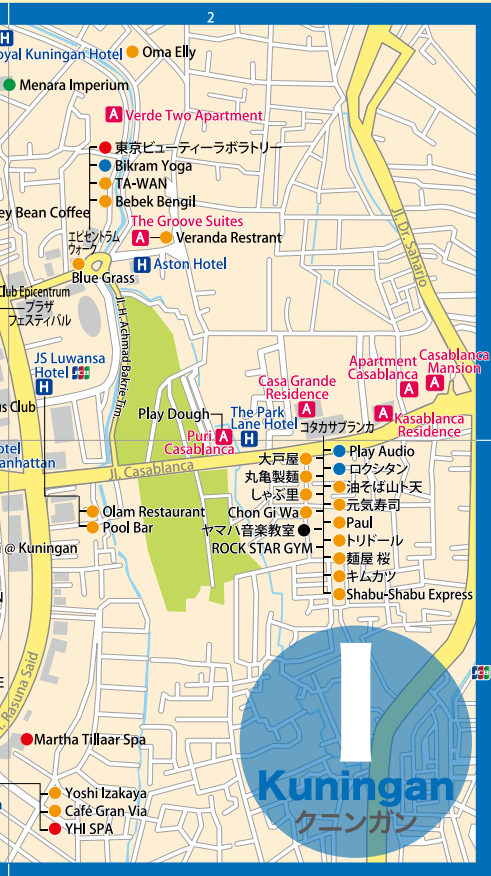 2
H
oyal Kuningan Hotel
Oma Elly
Menara Imperium
A Verde Two Apartment
東京ビューティーラボラトリー
Bikram Yoga
TA-WAN
Bebek Bengil
ey Bean Coffee
The Groove Suites
A
Veranda Restrant
エピセントラム
ウォーク
H Aston Hotel
Blue Grass
Jl. Dr. Saharjo
Club Epicentrum
プラザ
フェスティバル
Jl. H. Achmad Bakrie Tim.
JS Luwansa
Hotel JCB
H
us Club
Apartment
Casablanca
A
Casablanca
Mansion
A
Casa Grande
Residence
A
Play Dough
The Park
Lane Hotel
H
A Kasablanca
Residence
コタカサブランカ
Puri
Casablanca
A
otel
anhattan
Jl. Casablanca
大戸屋
丸亀製麺
しゃぶ里
Chon Gi Wa
ヤマハ音楽教室
ROCK STAR GYM
Play Audio
ロクシタン
油そば山ト天
元気寿司
Paul
トリドール
麺屋 桜
キムカツ
Shabu-Shabu Express
Olam Restaurant
Pool Bar
i @ Kuningan
N
. Rasuna Said
E
JCB
Martha Tillaar Spa
Yoshi Izakaya
Café Gran Via
YHI SPA
I
Kuningan
クニンガン